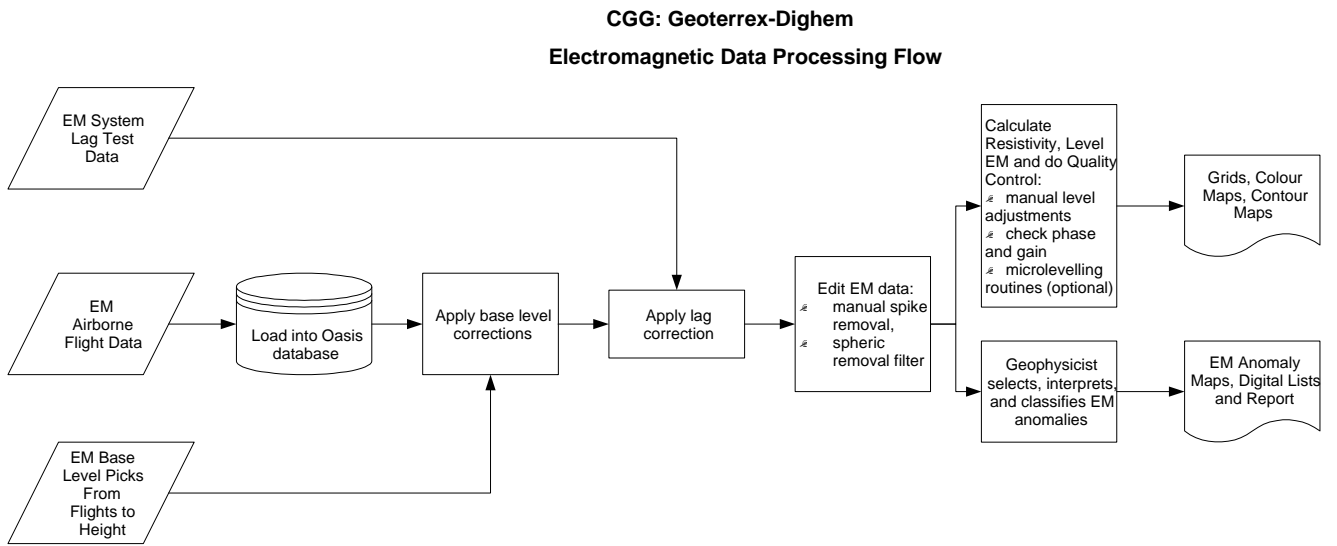 CGG: Geoterrex-Dighem
Electromagnetic Data Processing Flow
EM System
Lag Test
Data
EM
Airborne
Flight Data
EM Base
Level Picks
From
Flights to
Height
Load into Oasis
database
Apply base level
corrections
Apply lag
correction
Edit EM data:
manual spike
removal,
spheric
removal filter
Calculate
Resistivity, Level
EM and do Quality
Control:
manual level
adjustments
check phase
and gain
microlevelling
routines (optional)
Geophysicist
selects, interprets,
and classifies EM
anomalies
Grids, Colour
Maps, Contour
Maps
EM Anomaly
Maps, Digital Lists
and Report